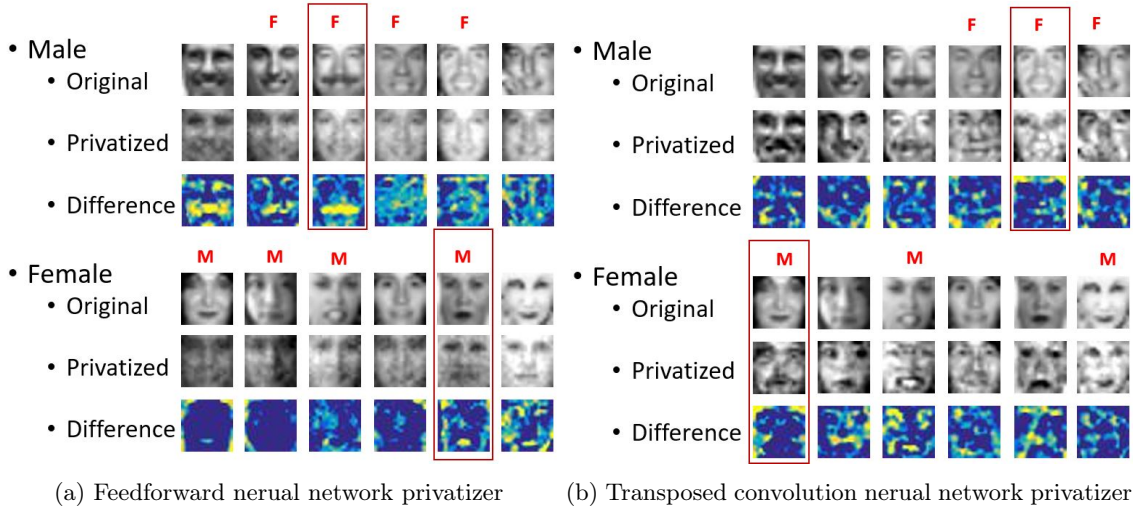 F F F F
• Male
• Original
• Privatized
• Difference
M M M M
• Female
• Original
• Privatized
• Difference
(a) Feedforward nerual network privatizer
F F F
• Male
• Original
• Privatized
• Difference
M M M
• Female
• Original
• Privatized
• Difference
(b) Transposed convolution nerual network privatizer